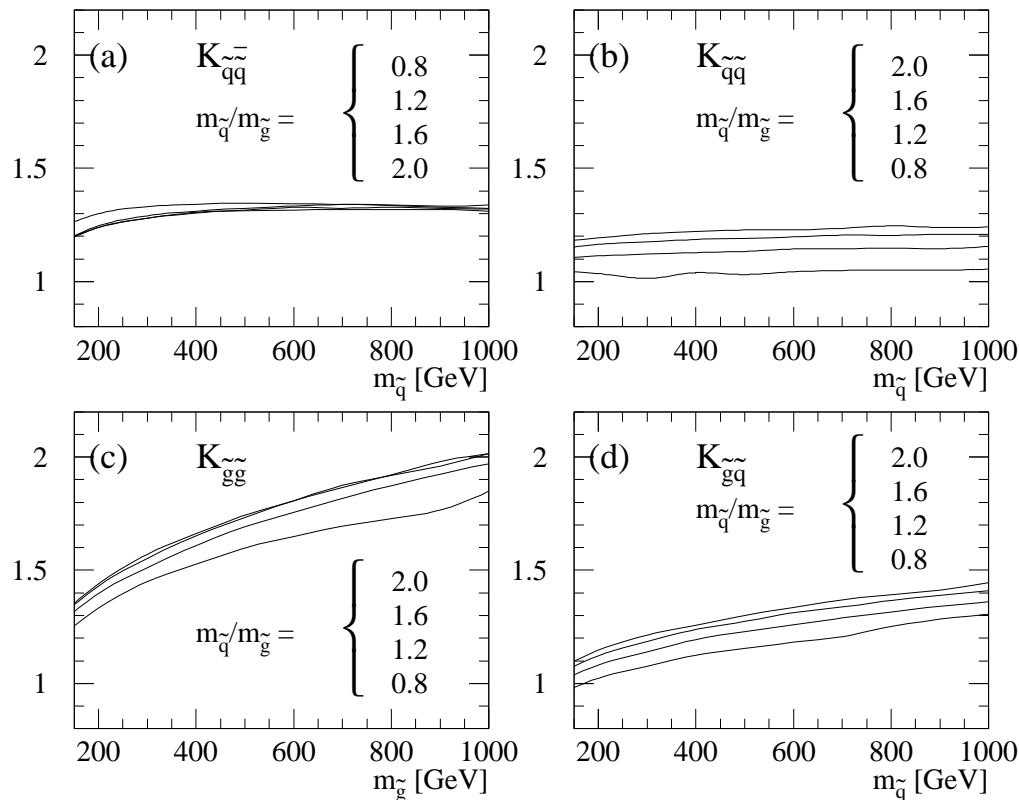 (a) K_{q̃q̃̄}
m_q̃/m_g̃ =
0.8
1.2
1.6
2.0
2
1.5
1
200 400 600 800 1000
m_q̃ [GeV]
(b) K_{q̃q̃}
m_q̃/m_g̃ =
2.0
1.6
1.2
0.8
2
1.5
1
200 400 600 800 1000
m_q̃ [GeV]
(c) K_{g̃g̃}
m_q̃/m_g̃ =
2.0
1.6
1.2
0.8
2
1.5
1
200 400 600 800 1000
m_g̃ [GeV]
(d) K_{g̃q̃}
m_q̃/m_g̃ =
2.0
1.6
1.2
0.8
2
1.5
1
200 400 600 800 1000
m_q̃ [GeV]